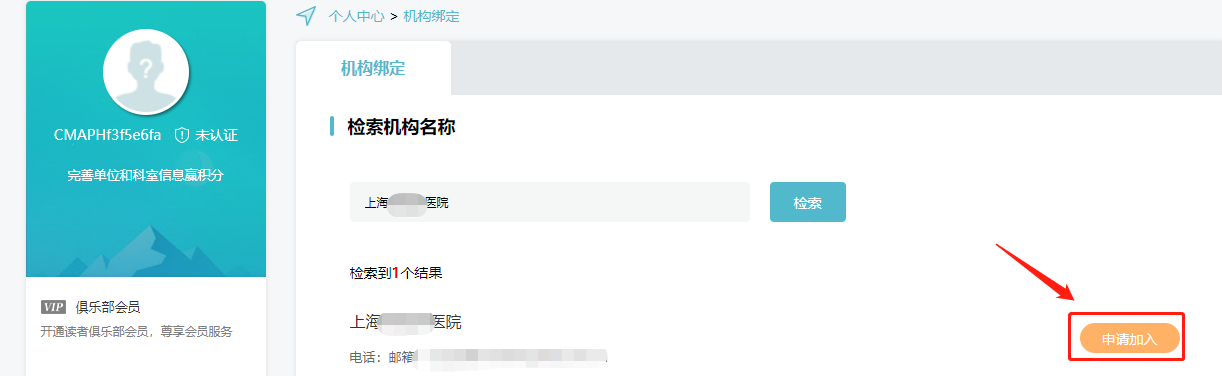 个人中心 > 机构绑定
机构绑定
CMAPHf3f5e6fa 未认证
完善单位和科室信息赢积分
检索机构名称
上海 医院
检索
检索到1个结果
上海 医院
电话：邮箱
申请加入
VIP 俱乐部会员
开通读者俱乐部会员，尊享会员服务